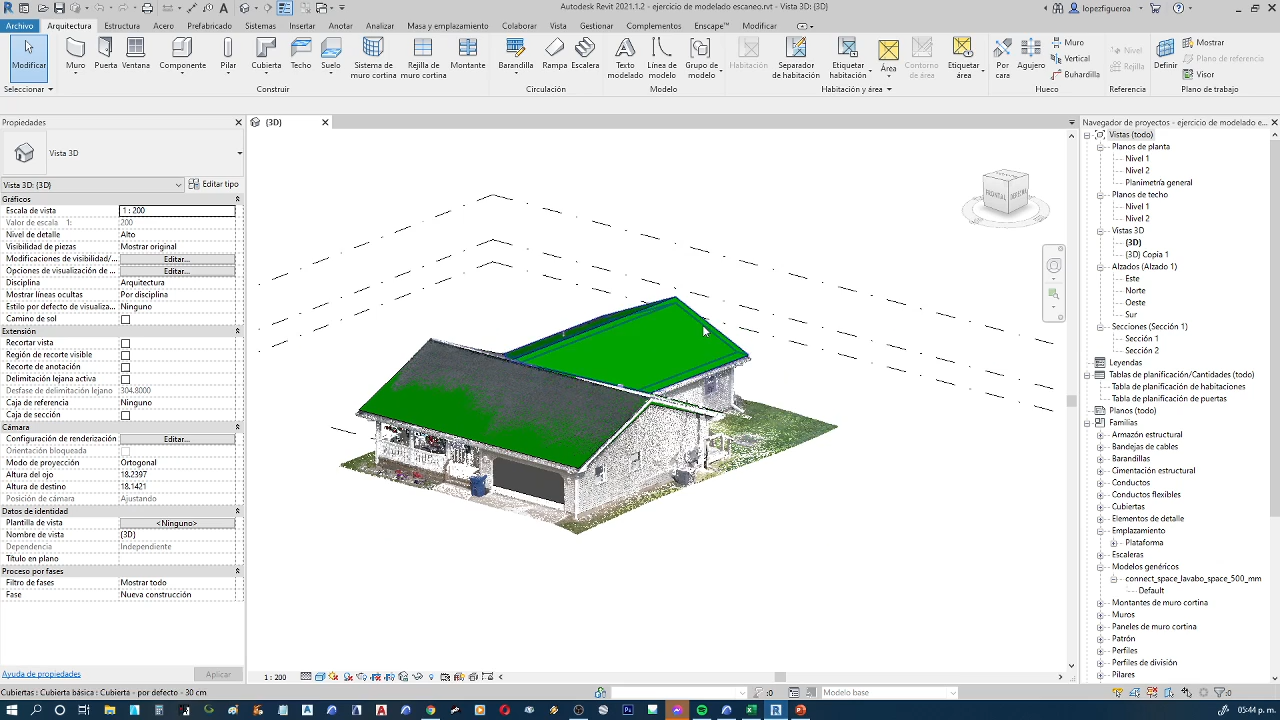 Autodesk Revit 2021.1.2 - ejercicio de modelado escaneo.rvt - Vista 3D: {3D}
lopezfigueroa
Archivo Arquitectura Estructura Acero Prefabricado Sistemas Insertar Anotar Analizar Masa y emplazamiento Colaborar Vista Gestionar Complementos Modificar
Modificar Muro Puerta Ventana Componente Pilar Cubierta Techo Suelo Sistema de muro cortina Rejilla de muro cortina Montante Barandilla Rampa Escalera Texto modelado Línea de modelo Grupo de modelo Habitación Separador de habitación Etiquetar habitación Área Contorno de área Etiquetar área Por cara Agujero Muro Vertical Buhardilla Nivel Rejilla Definir Mostrar Plano de referencia Visor
Seleccionar Construir Circulación Modelo Habitación y área Hueco Referencia Plano de trabajo
Propiedades
{3D}
Navegador de proyectos - ejercicio de modelado e...
Vista 3D
Vista 3D: {3D} Editar tipo
Gráficos
Escala de vista 1 : 200
Valor de escala 1: 200
Nivel de detalle Alto
Visibilidad de piezas Mostrar original
Modificaciones de visibilidad/... Editar...
Opciones de visualización de ... Editar...
Disciplina Arquitectura
Mostrar líneas ocultas Por disciplina
Estilo por defecto de visualiza... Ninguno
Camino de sol
Extensión
Recortar vista
Región de recorte visible
Recorte de anotación
Delimitación lejana activa
Desfase de delimitación lejano 304.8000
Caja de referencia Ninguno
Caja de sección
Cámara
Configuración de renderización Editar...
Orientación bloqueada
Modo de proyección Ortogonal
Altura del ojo 18.2397
Altura de destino 18.1421
Posición de cámara Ajustando
Datos de identidad
Plantilla de vista <Ninguno>
Nombre de vista {3D}
Dependencia Independiente
Título en plano
Proceso por fases
Filtro de fases Mostrar todo
Fase Nueva construcción
Ayuda de propiedades Aplicar
FRONTAL DERECHA
Vistas (todo)
Planos de planta
Nivel 1
Nivel 2
Planimetría general
Planos de techo
Nivel 1
Nivel 2
Vistas 3D
{3D}
{3D} Copia 1
Alzados (Alzado 1)
Este
Norte
Oeste
Sur
Secciones (Sección 1)
Sección 1
Sección 2
Leyendas
Tablas de planificación/Cantidades (todo)
Tabla de planificación de habitaciones
Tabla de planificación de puertas
Planos (todo)
Familias
Armazón estructural
Bandejas de cables
Barandillas
Cimentación estructural
Conductos
Conductos flexibles
Cubiertas
Elementos de detalle
Emplazamiento
Plataforma
Escaleras
Modelos genéricos
connect_space_lavabo_space_500_mm
Default
Montantes de muro cortina
Muros
Paneles de muro cortina
Patrón
Perfiles
Perfiles de división
Pilares
1 : 200
Cubiertas : Cubierta básica : Cubierta - por defecto - 30 cm
:0 Modelo base :0
05:44 p. m.